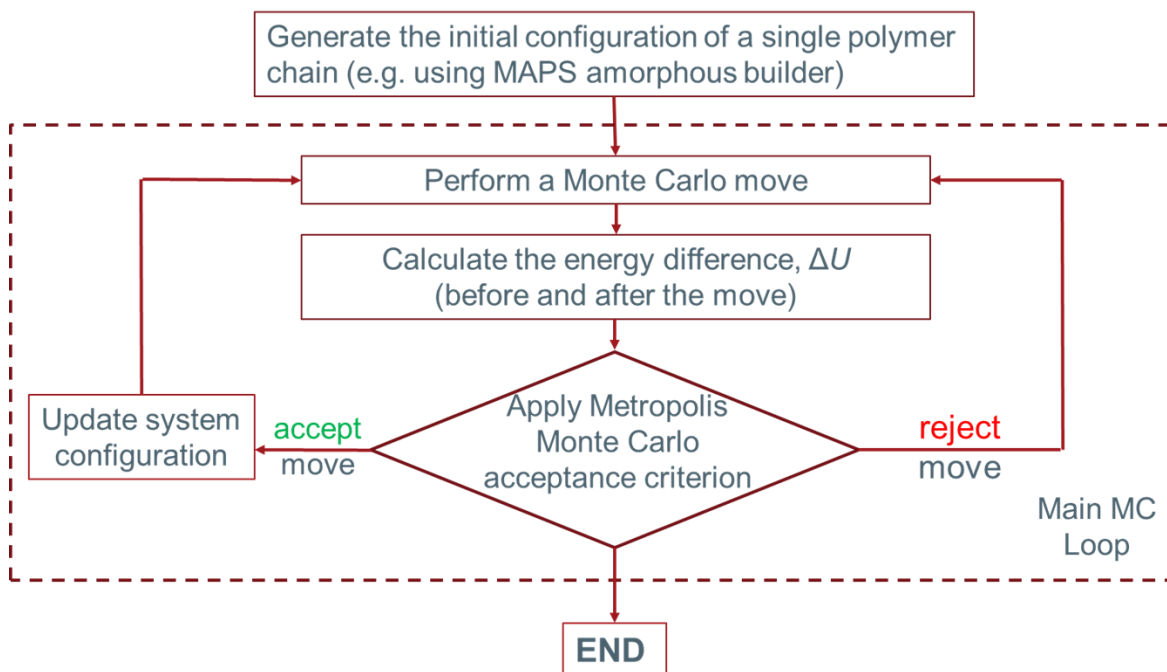 Generate the initial configuration of a single polymer
chain (e.g. using MAPS amorphous builder)
Perform a Monte Carlo move
Calculate the energy difference, ΔU
(before and after the move)
Apply Metropolis
Monte Carlo
acceptance criterion
accept
move
Update system
configuration
reject
move
Main MC
Loop
END